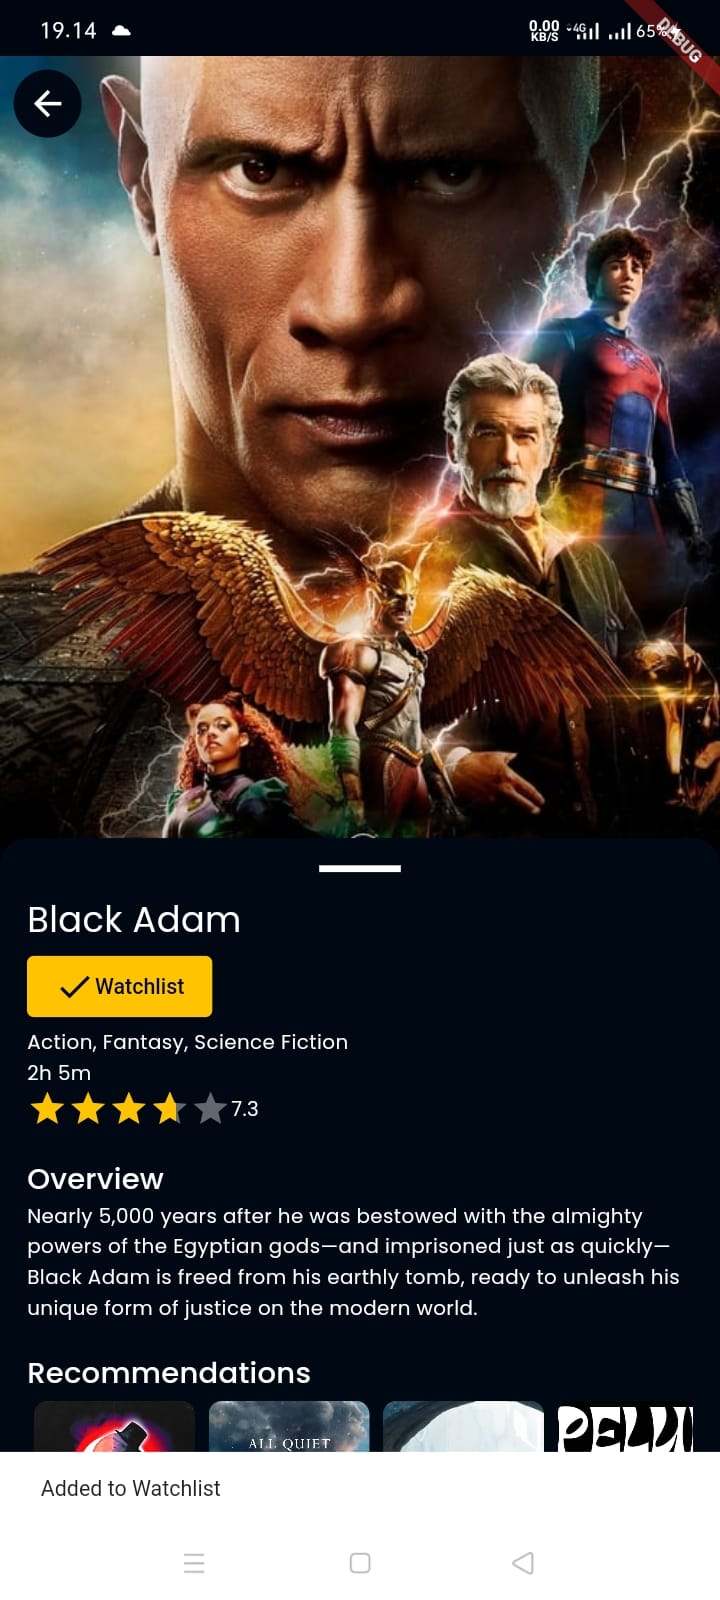 19.14
0.00
KB/S
4G
65%
DEBUG
Black Adam
Watchlist
Action, Fantasy, Science Fiction
2h 5m
7.3
Overview
Nearly 5,000 years after he was bestowed with the almighty
powers of the Egyptian gods—and imprisoned just as quickly—
Black Adam is freed from his earthly tomb, ready to unleash his
unique form of justice on the modern world.
Recommendations
ALL QUIET
Added to Watchlist